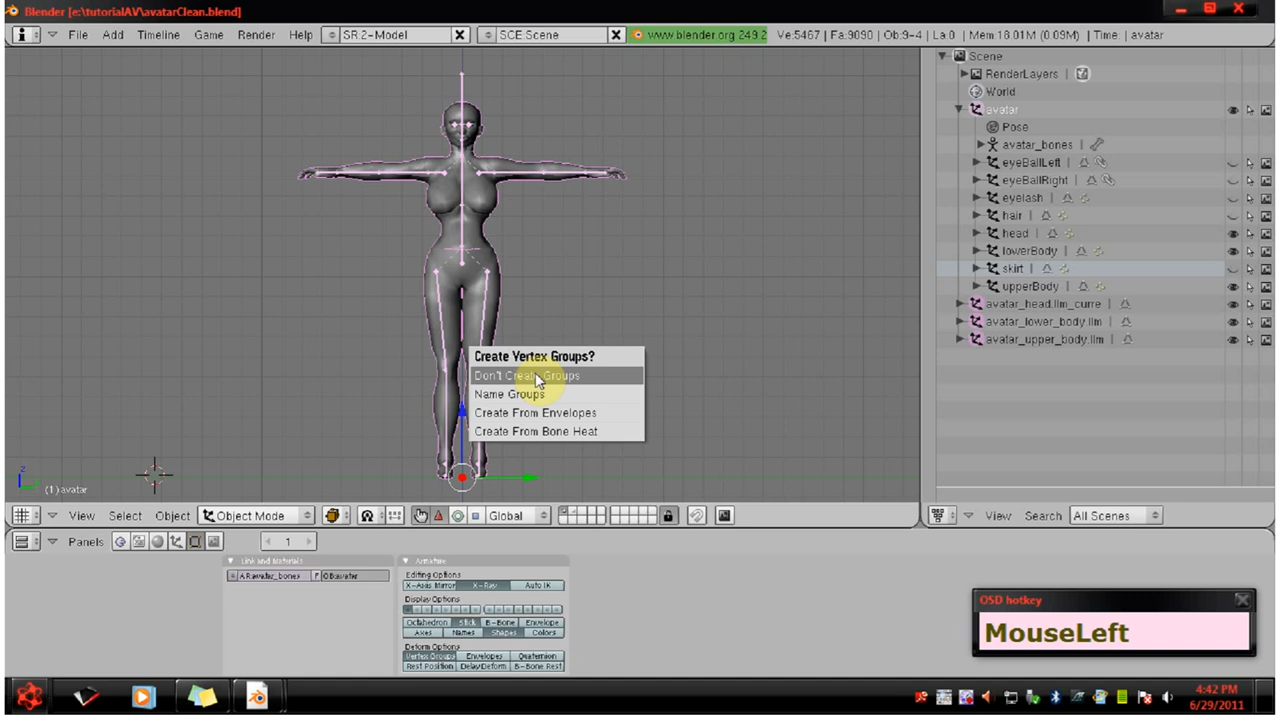 Blender [e:\tutorialAV\avatarClean.blend]
File Add Timeline Game Render Help SR:2-Model SCE:Scene www.blender.org 249.2 Ve:5467 | Fa:9090 | Ob:9-4 | La:0 | Mem:18.01M (0.09M) | Time: | avatar
Scene
RenderLayers |
World
avatar
Pose
avatar_bones |
eyeBallLeft |
eyeBallRight |
eyelash |
hair |
head |
lowerBody |
skirt |
upperBody |
avatar_head.llm_curre |
avatar_lower_body.llm |
avatar_upper_body.llm |
Create Vertex Groups?
Don't Create Groups
Name Groups
Create From Envelopes
Create From Bone Heat
z
(1) avatar
View Select Object Object Mode Global
View Search All Scenes
Panels 1
Link and Materials
AR:avatar_bones F OB:avatar
Armature
Editing Options
X-Axis Mirror X-Ray Auto IK
Display Options
Octahedron Stick B-Bone Envelope
Axes Names Shapes Colors
Deform Options
Vertex Groups Envelopes Quaternion
Rest Position Delay Deform B-Bone Rest
OSD hotkey
MouseLeft
4:42 PM
6/29/2011